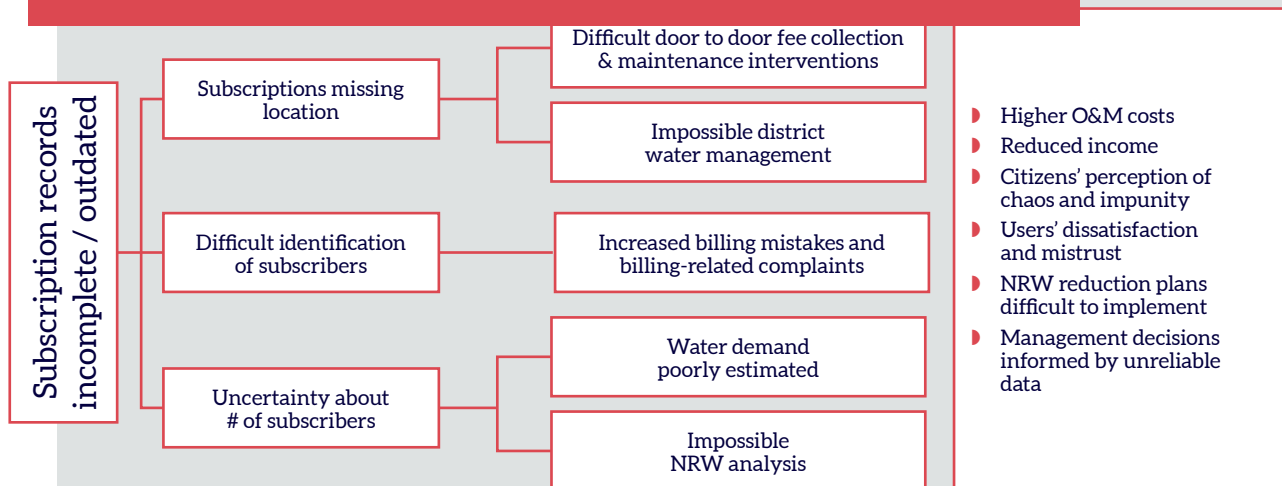 Subscription records
incomplete / outdated
Subscriptions missing
location
Difficult door to door fee collection
& maintenance interventions
Impossible district
water management
Difficult identification
of subscribers
Increased billing mistakes and
billing-related complaints
Uncertainty about
# of subscribers
Water demand
poorly estimated
Impossible
NRW analysis
Higher O&M costs
Reduced income
Citizens’ perception of
chaos and impunity
Users’ dissatisfaction
and mistrust
NRW reduction plans
difficult to implement
Management decisions
informed by unreliable
data